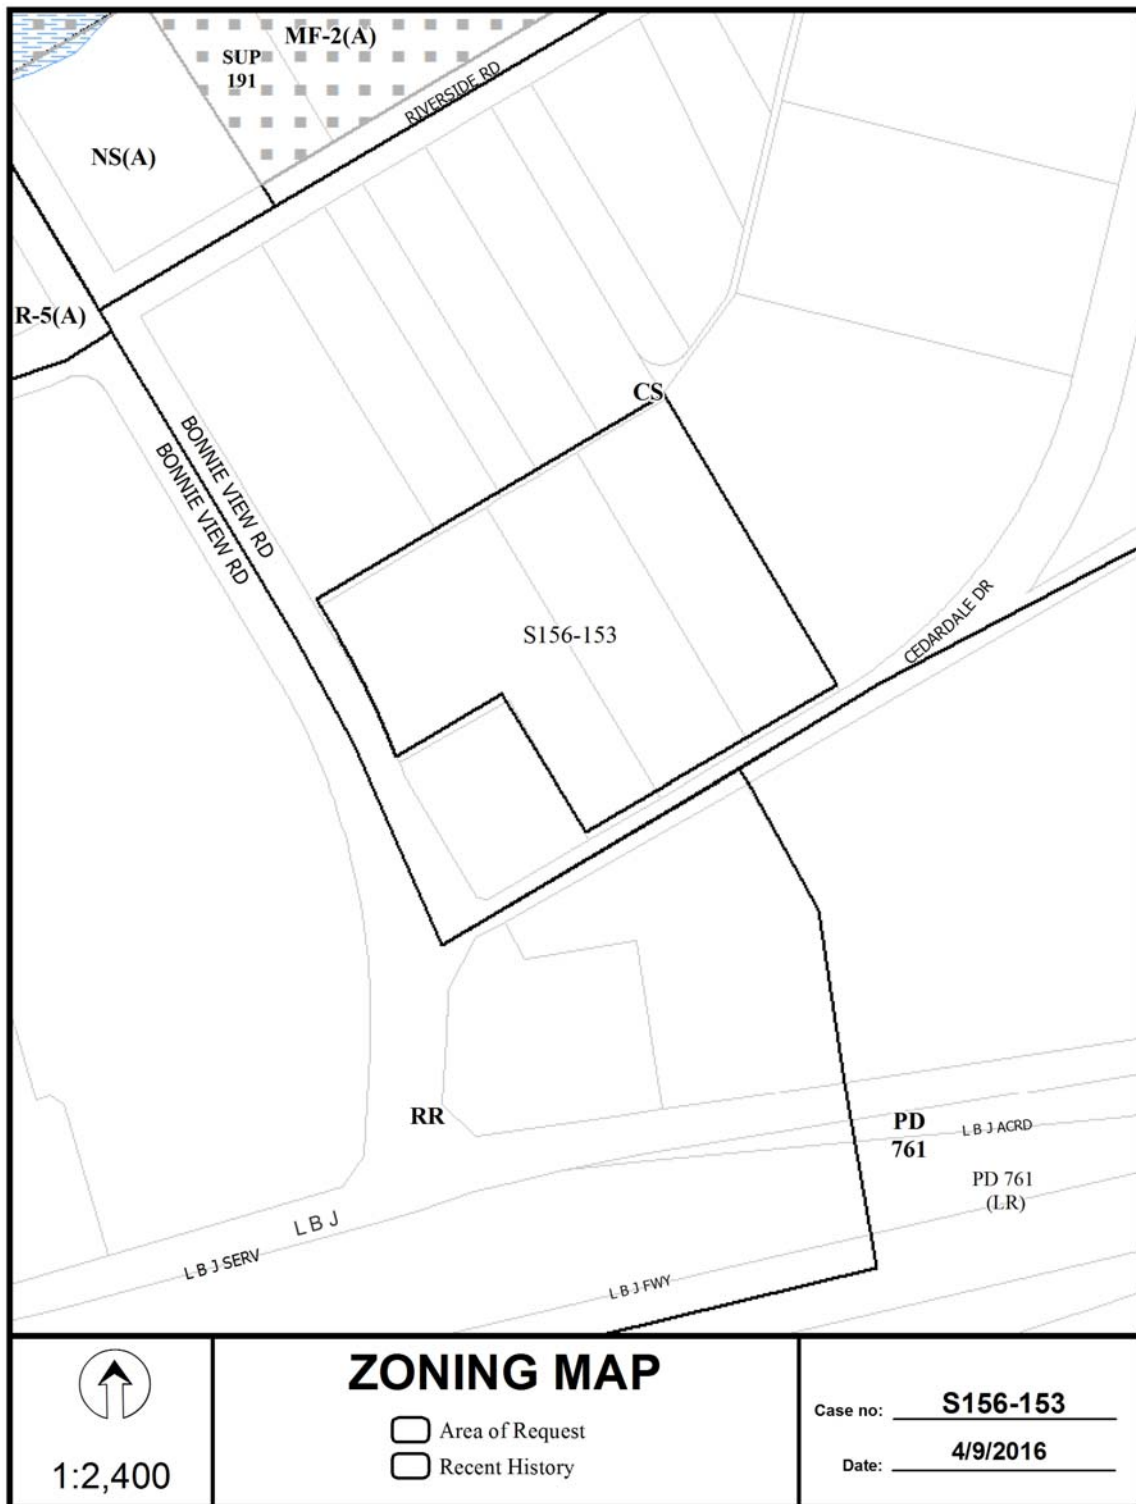 MF-2(A)
SUP
191
RIVERSIDE RD
NS(A)
R-5(A)
CS
BONNIE VIEW RD
BONNIE VIEW RD
S156-153
CEDARDALE DR
RR
PD
761
L B J ACRD
PD 761
(LR)
L B J
L B J SERV
L B J FWY
1:2,400
ZONING MAP
Area of Request
Recent History
Case no: S156-153
Date: 4/9/2016